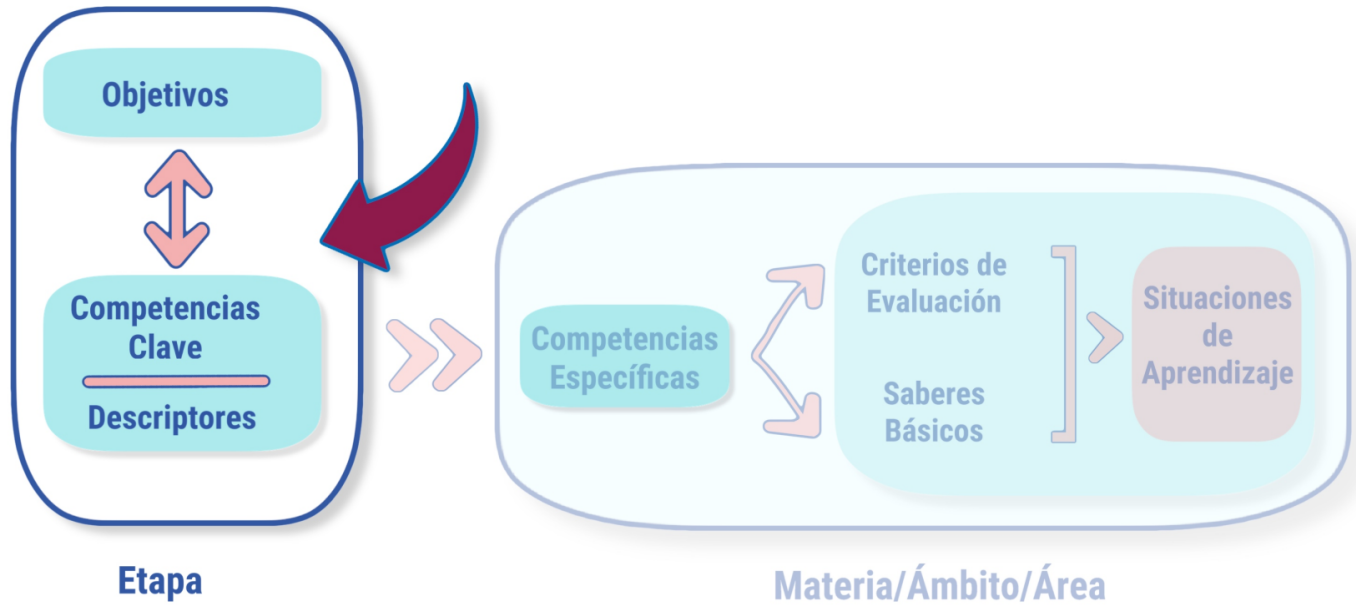 Objetivos
Competencias
Clave
Descriptores
Etapa
Competencias
Específicas
Criterios de
Evaluación
Saberes
Básicos
Situaciones
de
Aprendizaje
Materia/Ámbito/Área